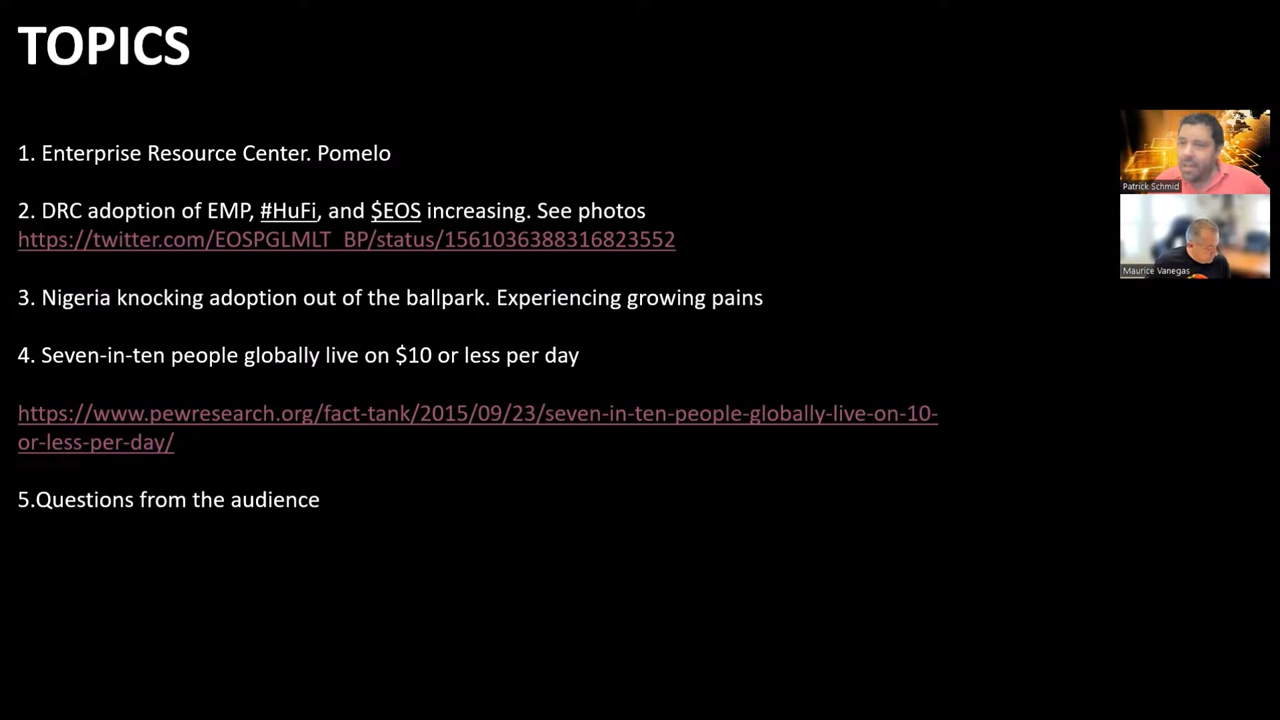 TOPICS
1. Enterprise Resource Center. Pomelo
2. DRC adoption of EMP, #HuFi, and $EOS increasing. See photos
https://twitter.com/EOSPGLMLT_BP/status/1561036388316823552
3. Nigeria knocking adoption out of the ballpark. Experiencing growing pains
4. Seven-in-ten people globally live on $10 or less per day
https://www.pewresearch.org/fact-tank/2015/09/23/seven-in-ten-people-globally-live-on-10-
or-less-per-day/
5.Questions from the audience
Patrick Schmid
Maurice Vanegas